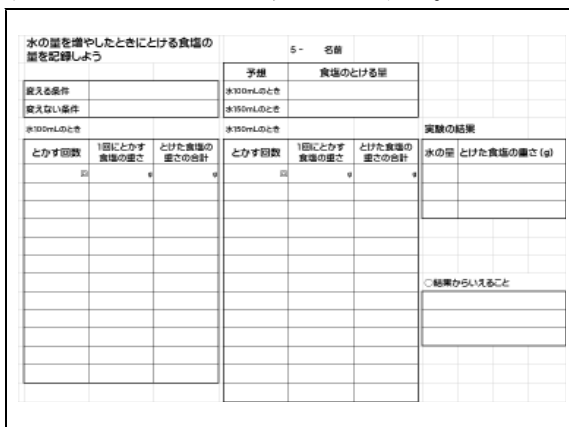 水の量を増やしたときにとける食塩の
量を記録しよう
5- 名前
予想 食塩のとける量
変える条件
水100mLのとき
変えない条件
水150mLのとき
水100mLのとき
水150mLのとき
実験の結果
とかす回数 1回にとかす食塩の重さ とけた食塩の重さの合計
とかす回数 1回にとかす食塩の重さ とけた食塩の重さの合計
水の量 とけた食塩の重さ(g)
回 g g
回 g g
○結果からいえること